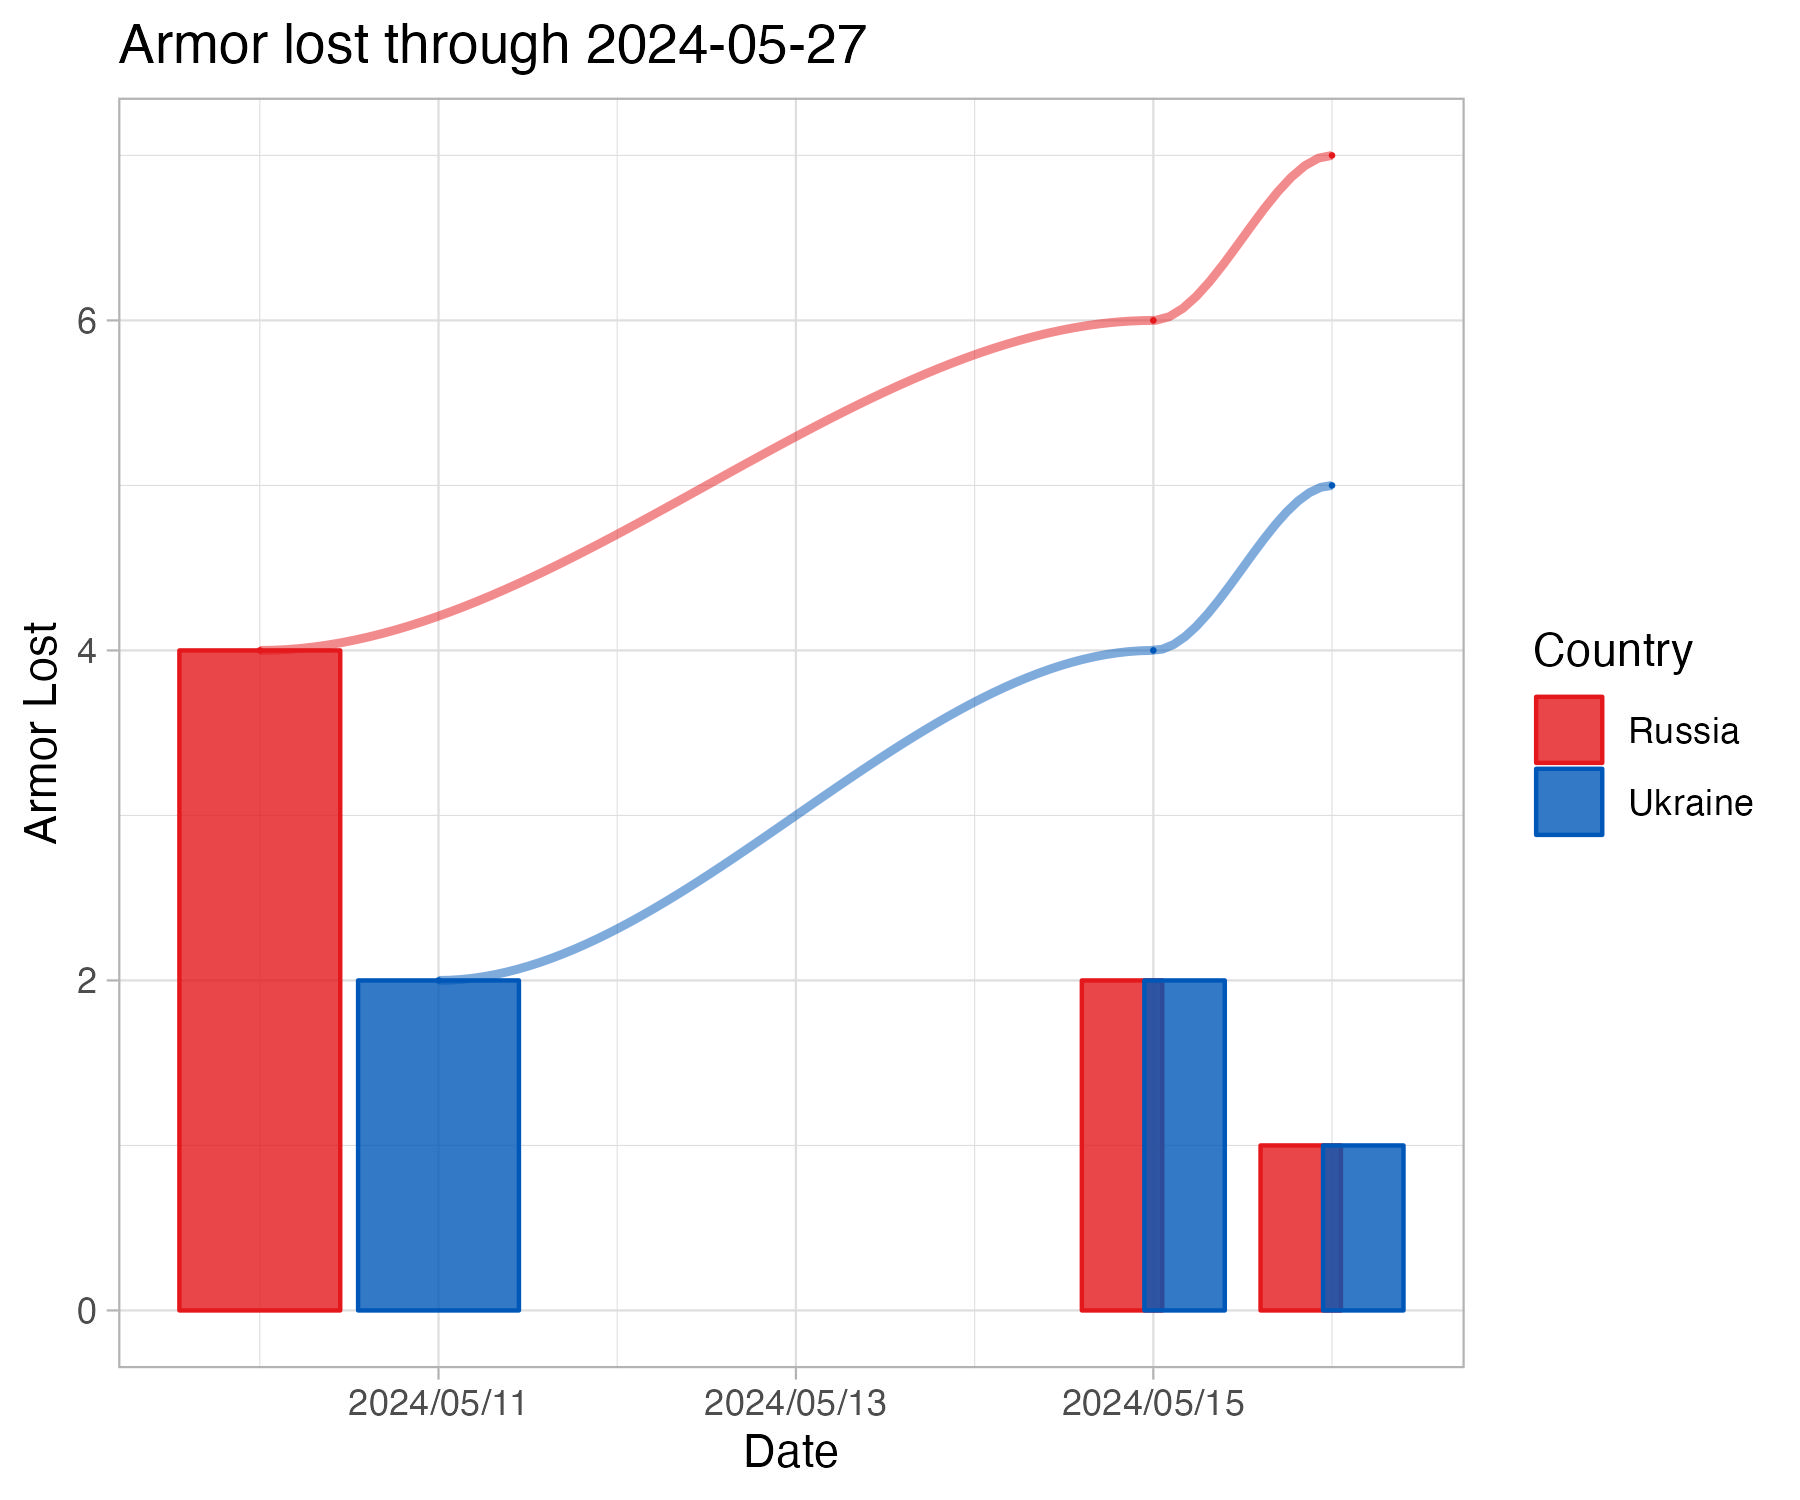 Armor lost through 2024-05-27
Armor Lost
6
4
2
0
2024/05/11
2024/05/13
2024/05/15
Date
Country
Russia
Ukraine